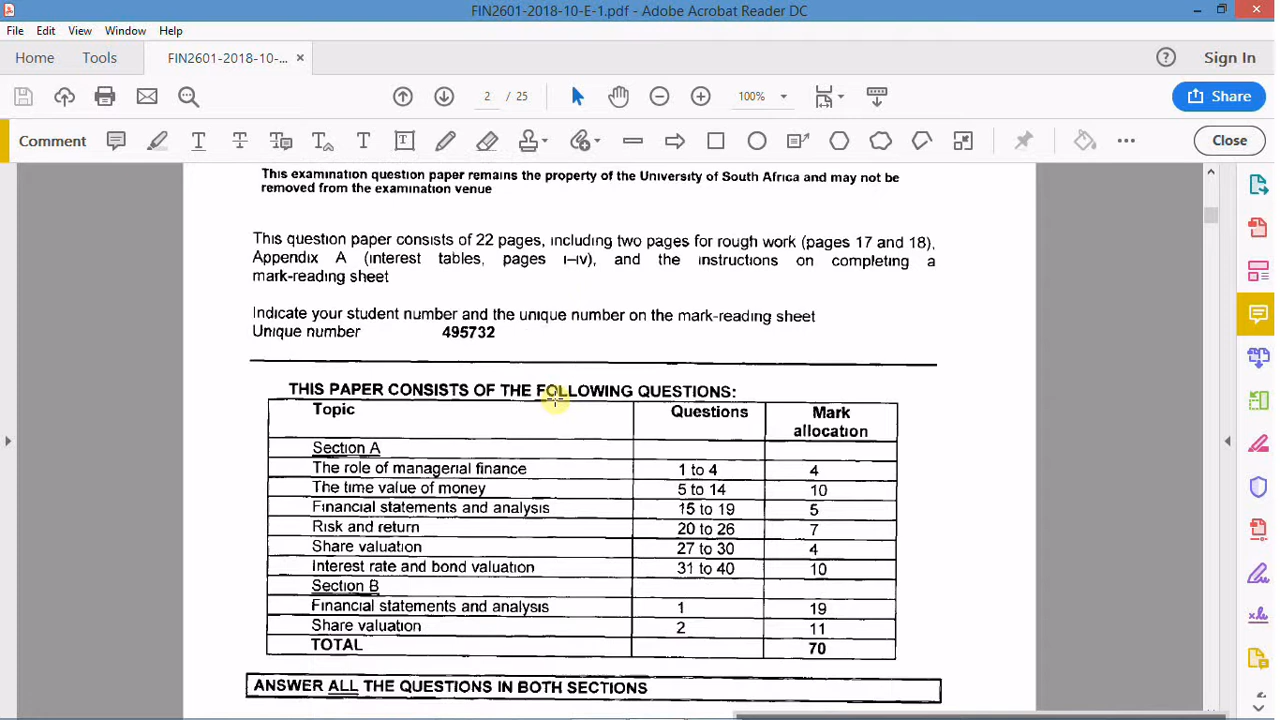 FIN2601-2018-10-E-1.pdf - Adobe Acrobat Reader DC
File Edit View Window Help
Home Tools FIN2601-2018-10-... × Sign In
2 / 25 100% Share
Comment Close
This examination question paper remains the property of the University of South Africa and may not be
removed from the examination venue
This question paper consists of 22 pages, including two pages for rough work (pages 17 and 18),
Appendix A (interest tables, pages i–iv), and the instructions on completing a
mark-reading sheet
Indicate your student number and the unique number on the mark-reading sheet
Unique number 495732
THIS PAPER CONSISTS OF THE FOLLOWING QUESTIONS:
Topic Questions Mark allocation
Section A
The role of managerial finance 1 to 4 4
The time value of money 5 to 14 10
Financial statements and analysis 15 to 19 5
Risk and return 20 to 26 7
Share valuation 27 to 30 4
Interest rate and bond valuation 31 to 40 10
Section B
Financial statements and analysis 1 19
Share valuation 2 11
TOTAL 70
ANSWER ALL THE QUESTIONS IN BOTH SECTIONS